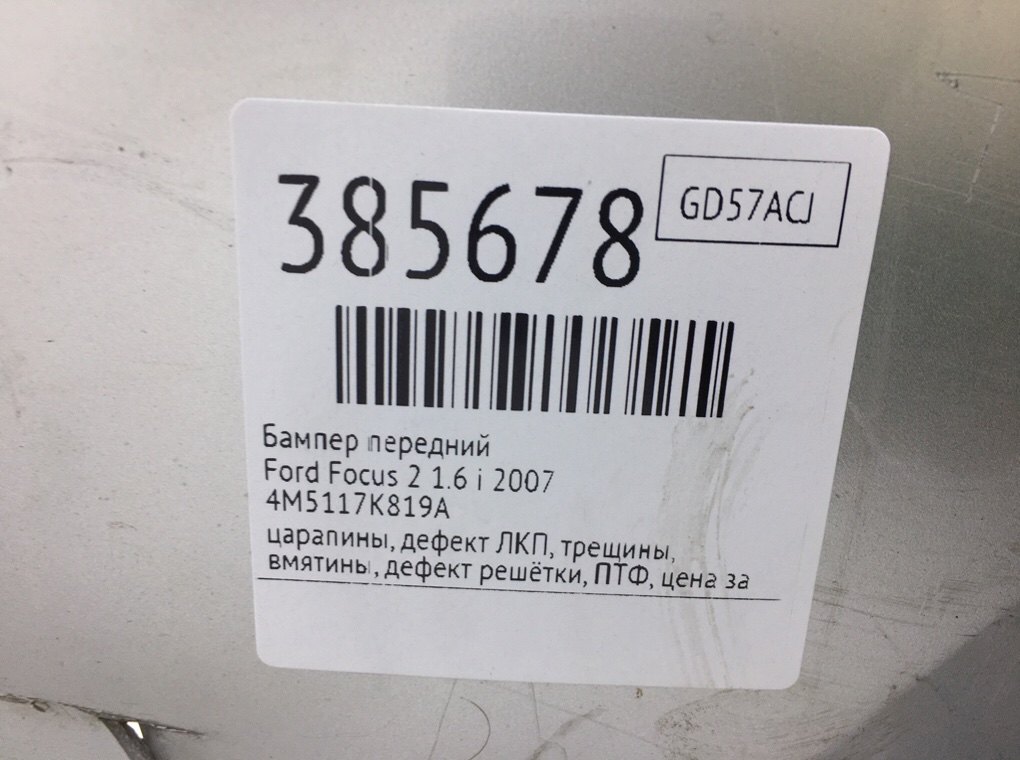 385678
GD57ACJ
Бампер передний
Ford Focus 2 1.6 i 2007
4M5117K819A
царапины, дефект ЛКП, трещины,
вмятины, дефект решётки, ПТФ, цена за